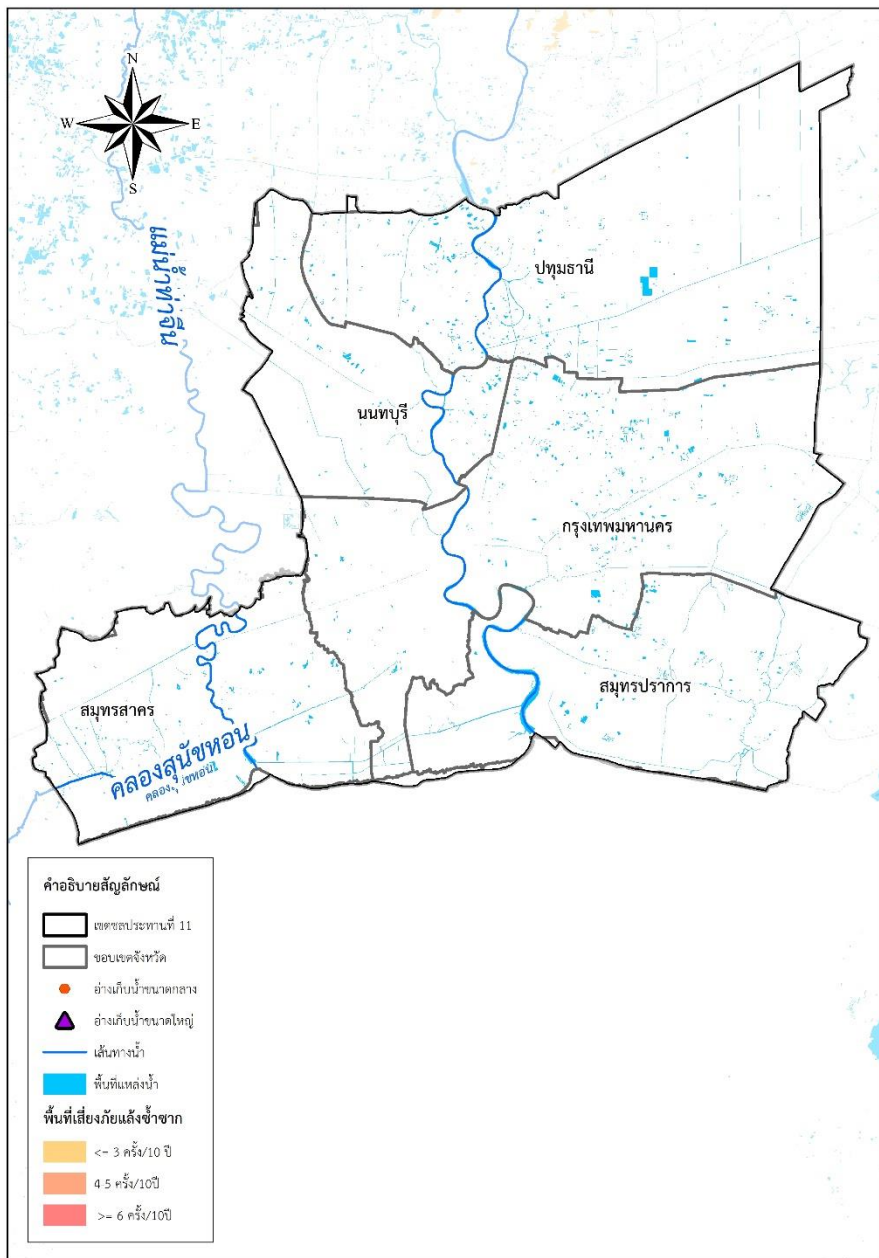 N
W E
S
แม่น้ำท่าจีน
ปทุมธานี
นนทบุรี
กรุงเทพมหานคร
สมุทรปราการ
สมุทรสาคร
คลองสุนัขหอน
คำอธิบายสัญลักษณ์
เขตชลประทานที่ 11
ขอบเขตจังหวัด
อ่างเก็บน้ำขนาดกลาง
อ่างเก็บน้ำขนาดใหญ่
เส้นทางน้ำ
พื้นที่แหล่งน้ำ
พื้นที่เสี่ยงภัยแล้งซ้ำซาก
<= 3 ครั้ง/10 ปี
4-5 ครั้ง/10ปี
>= 6 ครั้ง/10ปี